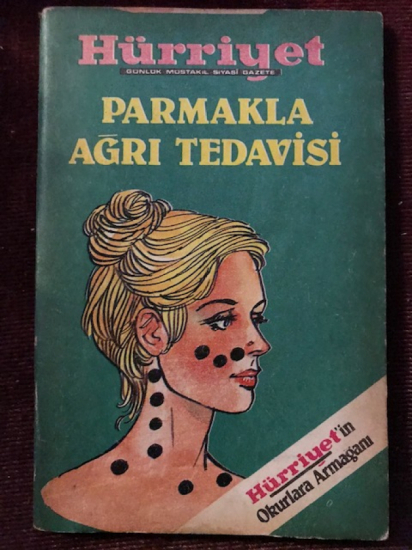 Hürriyet
GÜNLÜK MÜSTAKİL SİYASİ GAZETE
PARMAKLA
AĞRI TEDAVİSİ
Hürriyet'in
Okurlara Armağanı